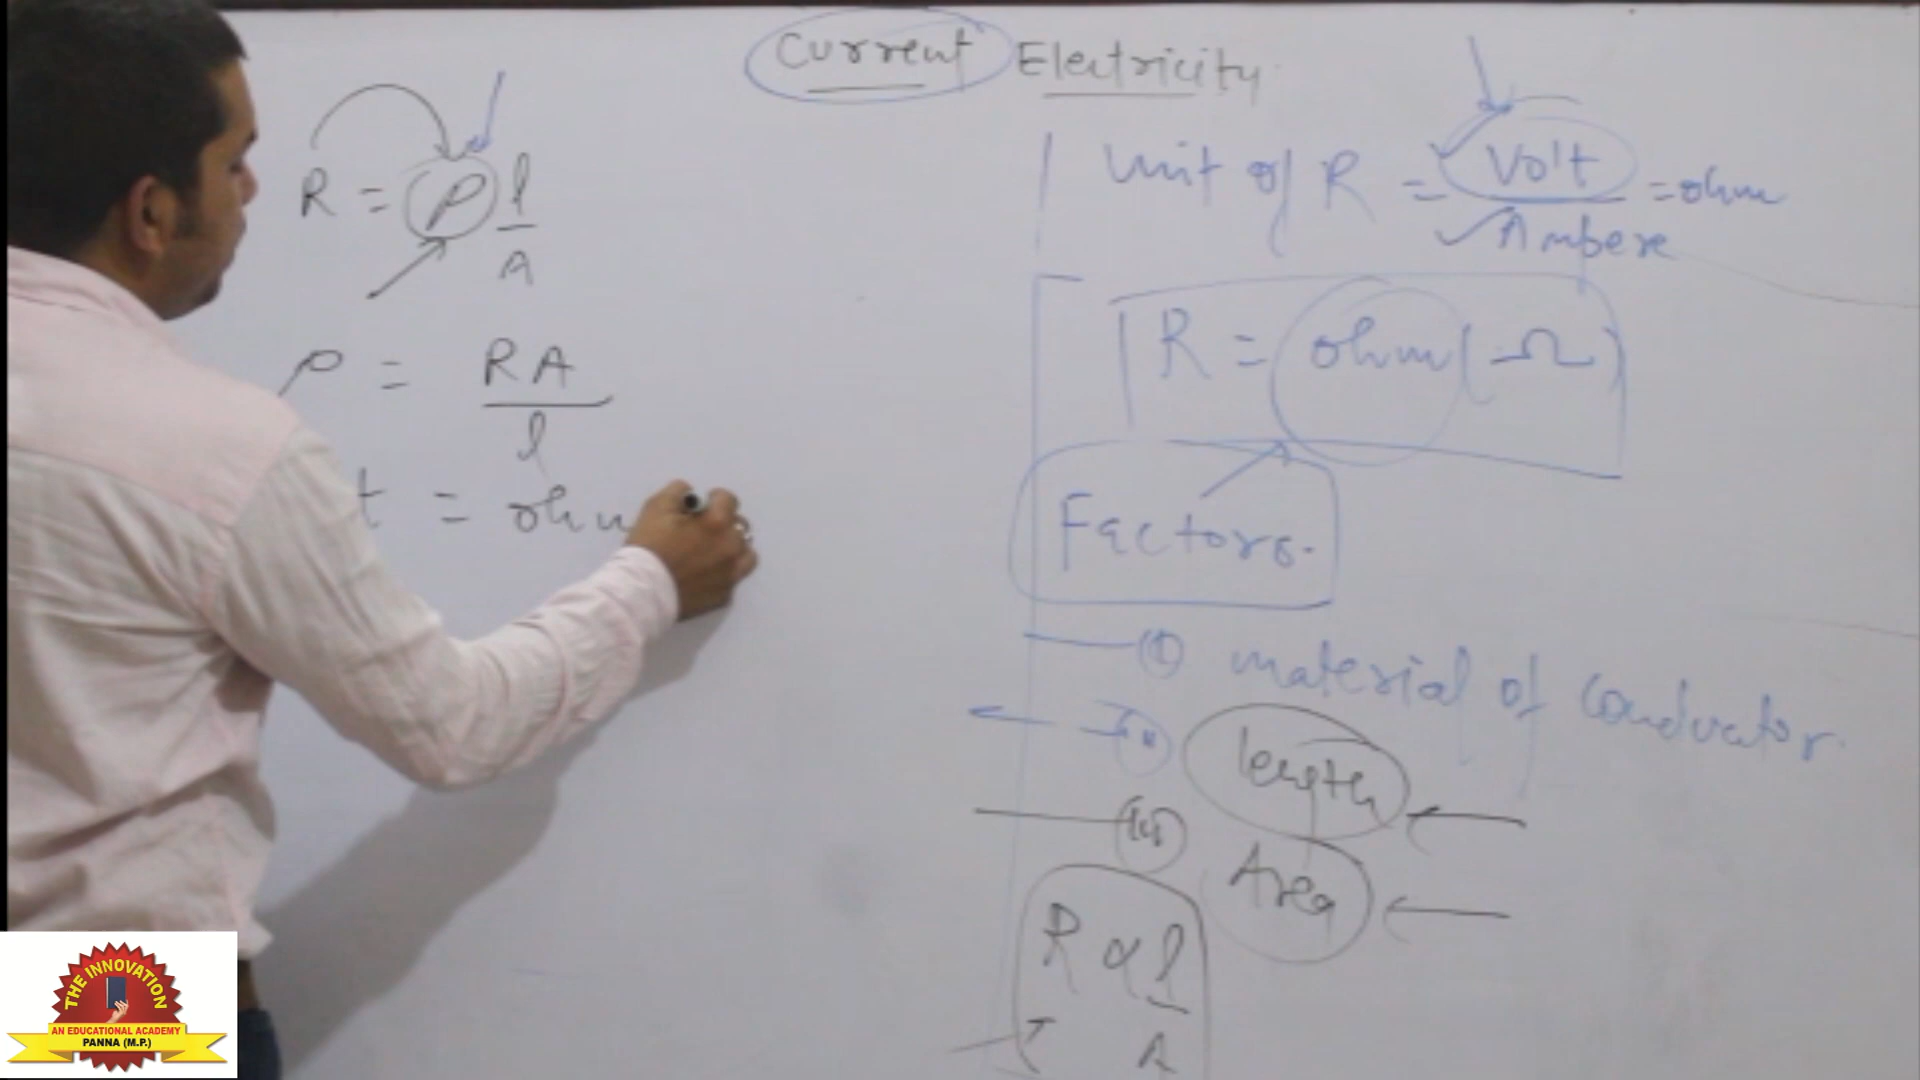 Current Electricity
R = ρ l
A
ρ = RA
l
t = ohm
Unit of R = Volt = ohm
Ampere
R = ohm (Ω)
Factors.
(i) material of conductor.
(ii) length
(iii) Area
R ∝ l
A
THE INNOVATION
AN EDUCATIONAL ACADEMY
PANNA (M.P.)